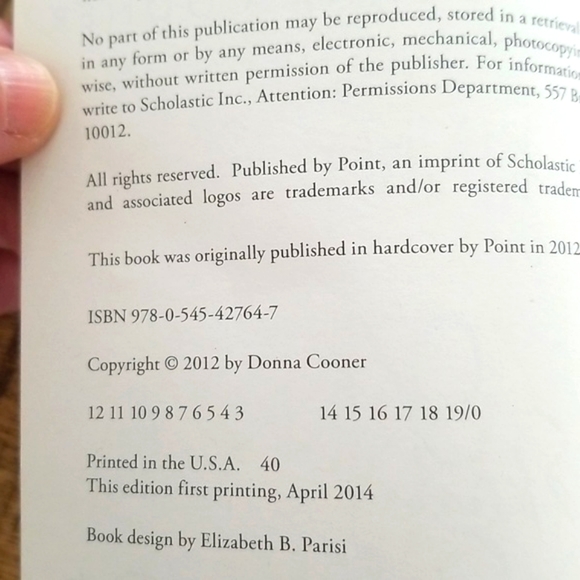 No part of this publication may be reproduced, stored in a retrieval
in any form or by any means, electronic, mechanical,
wise, without written permission of the publisher. For information
write to Scholastic Inc., Attention: Permissions Department, 557
10012.
All rights reserved. Published by Point, an imprint of Scholastic
and associated logos are trademarks and/or registered
This book was originally published in hardcover by Point in 2012
ISBN 978-0-545-42764-7
Copyright © 2012 by Donna Cooner
12 11 10 9 8 7 6 5 4 3 14 15 16 17 18 19/0
Printed in the U.S.A. 40
This edition first printing, April 2014
Book design by Elizabeth B. Parisi